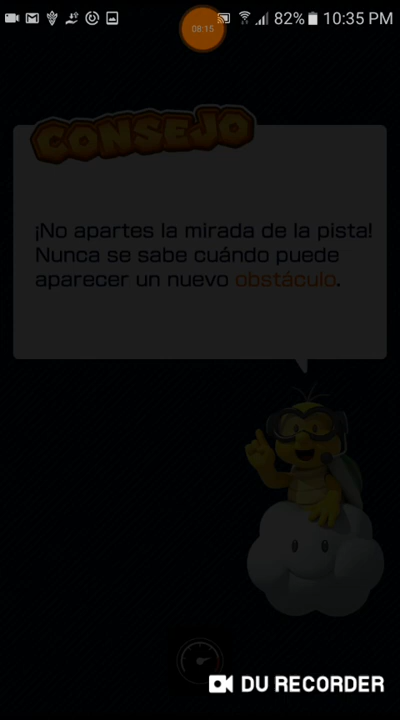 82% 10:35 PM
08:15
CONSEJO
¡No apartes la mirada de la pista!
Nunca se sabe cuándo puede
aparecer un nuevo obstáculo.
DU RECORDER